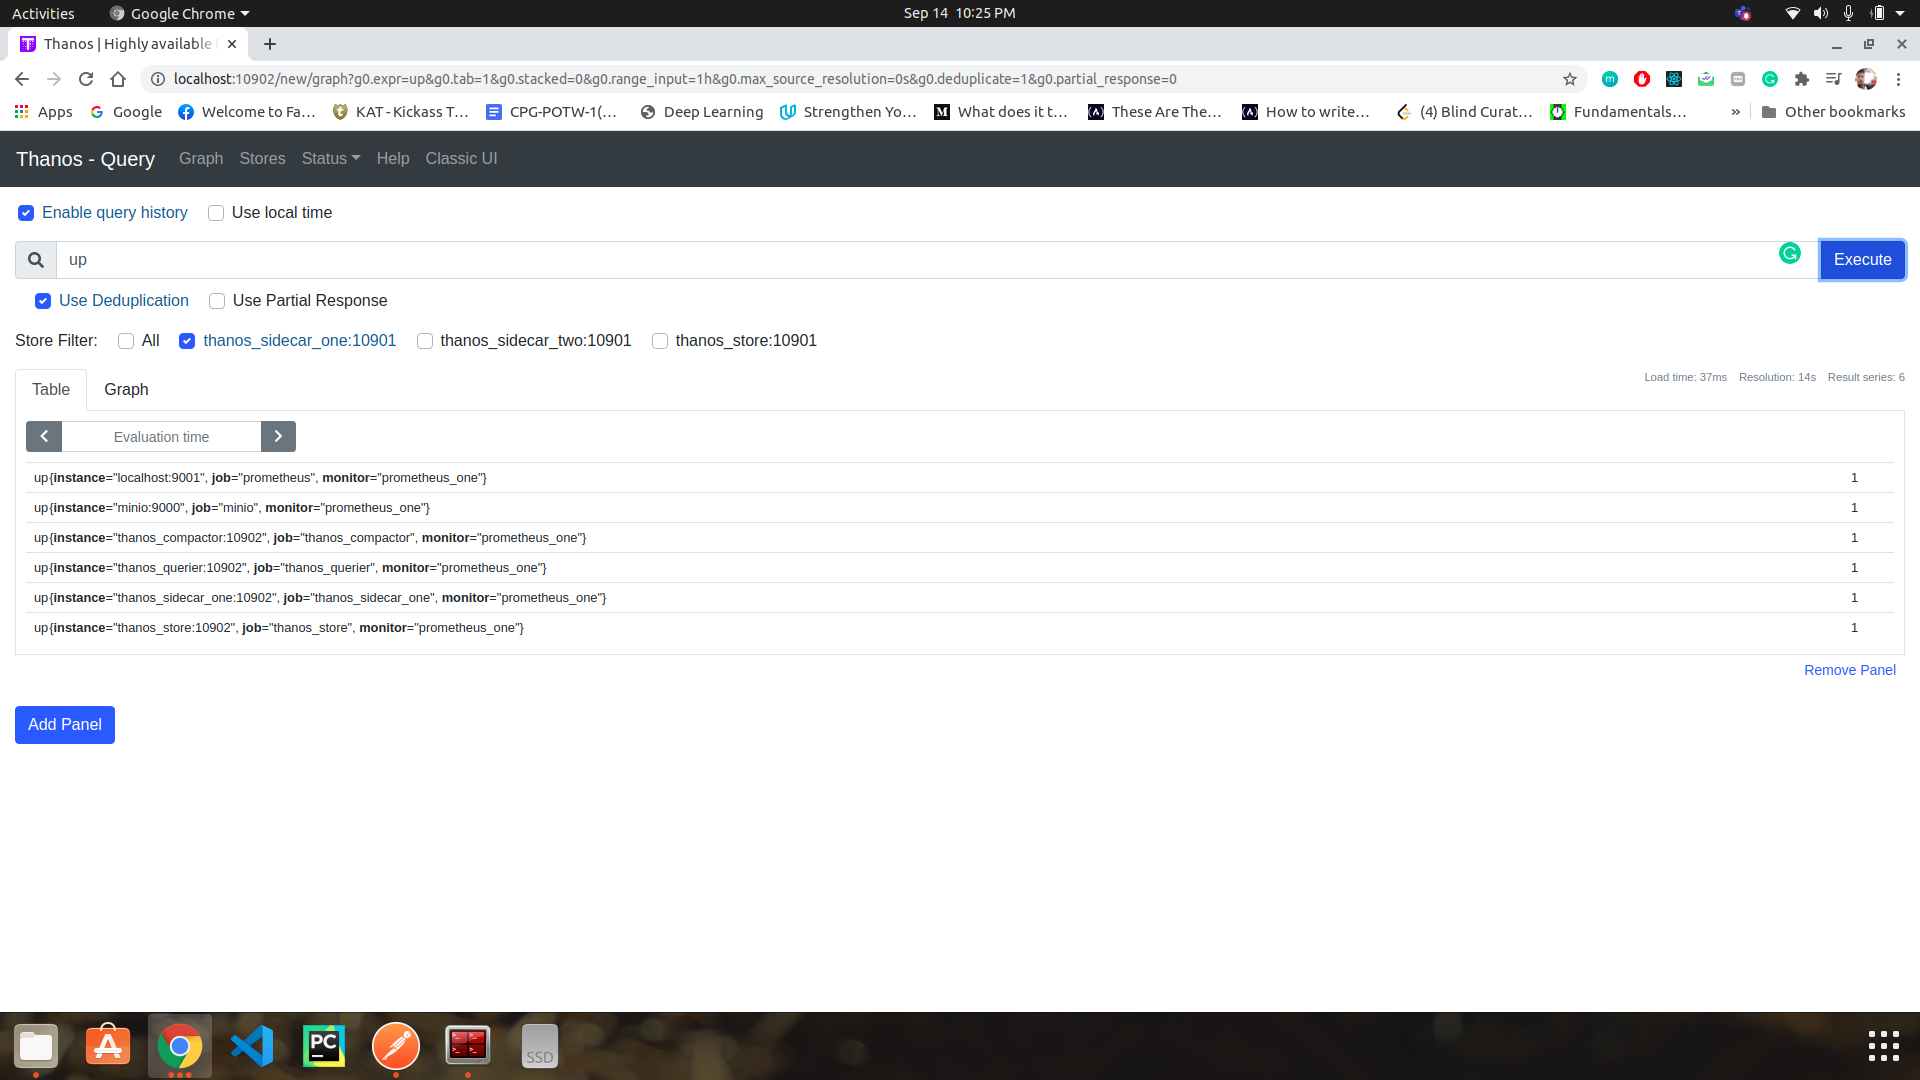 Activities Google Chrome Sep 14 10:25 PM
Thanos | Highly available
localhost:10902/new/graph?g0.expr=up&g0.tab=1&g0.stacked=0&g0.range_input=1h&g0.max_source_resolution=0s&g0.deduplicate=1&g0.partial_response=0
Apps Google Welcome to Fa... KAT - Kickass T... CPG-POTW-1(... Deep Learning Strengthen Yo... What does it t... These Are The... How to write... (4) Blind Curat... Fundamentals... » Other bookmarks
Thanos - Query Graph Stores Status Help Classic UI
Enable query history Use local time
up Execute
Use Deduplication Use Partial Response
Store Filter: All thanos_sidecar_one:10901 thanos_sidecar_two:10901 thanos_store:10901
Table Graph Load time: 37ms Resolution: 14s Result series: 6
Evaluation time
up{instance="localhost:9001", job="prometheus", monitor="prometheus_one"} 1
up{instance="minio:9000", job="minio", monitor="prometheus_one"} 1
up{instance="thanos_compactor:10902", job="thanos_compactor", monitor="prometheus_one"} 1
up{instance="thanos_querier:10902", job="thanos_querier", monitor="prometheus_one"} 1
up{instance="thanos_sidecar_one:10902", job="thanos_sidecar_one", monitor="prometheus_one"} 1
up{instance="thanos_store:10902", job="thanos_store", monitor="prometheus_one"} 1
Remove Panel
Add Panel
PC
SSD